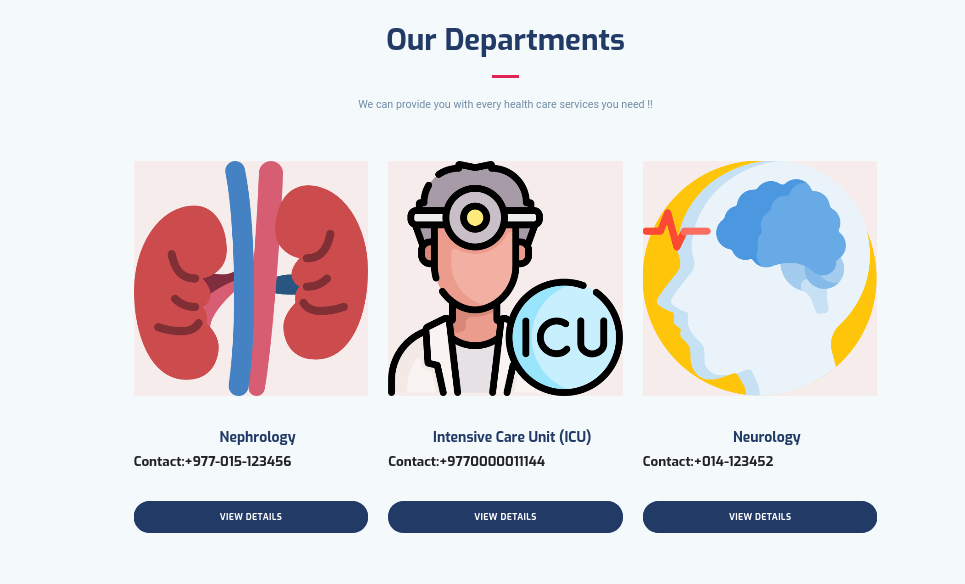 Our Departments
We can provide you with every health care services you need !!
ICU
Nephrology
Contact:+977-015-123456
VIEW DETAILS
Intensive Care Unit (ICU)
Contact:+9770000011144
VIEW DETAILS
Neurology
Contact:+014-123452
VIEW DETAILS